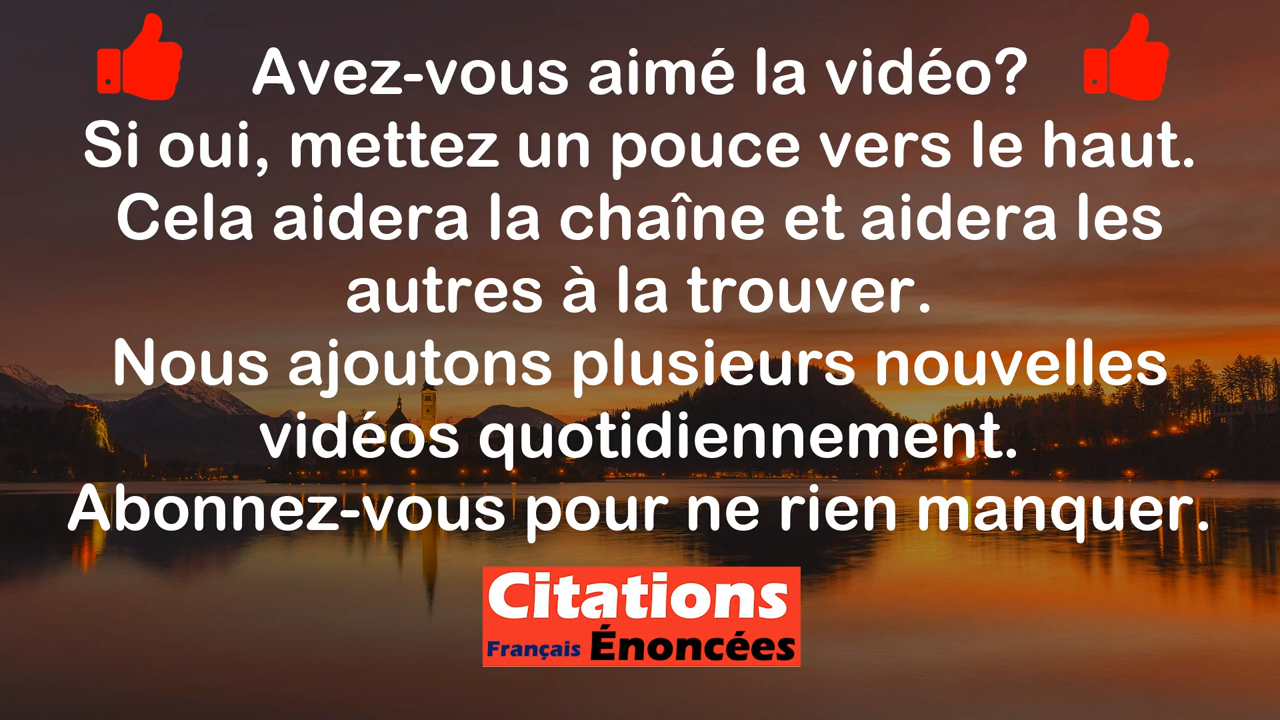 Avez-vous aimé la vidéo?
Si oui, mettez un pouce vers le haut.
Cela aidera la chaîne et aidera les
autres à la trouver.
Nous ajoutons plusieurs nouvelles
vidéos quotidiennement.
Abonnez-vous pour ne rien manquer.
Citations
Français Énoncées